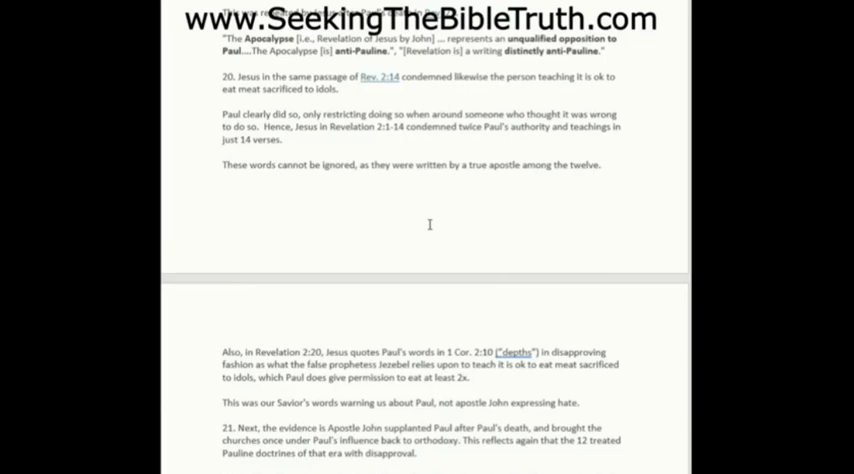 www.SeekingTheBibleTruth.com
"The Apocalypse [i.e., Revelation of Jesus by John] ... represents an unqualified opposition to
Paul....The Apocalypse [is] anti-Pauline.", "[Revelation is] a writing distinctly anti-Pauline."
20. Jesus in the same passage of Rev. 2:14 condemned likewise the person teaching it is ok to
eat meat sacrificed to idols.
Paul clearly did so, only restricting doing so when around someone who thought it was wrong
to do so. Hence, Jesus in Revelation 2:1-14 condemned twice Paul's authority and teachings in
just 14 verses.
These words cannot be ignored, as they were written by a true apostle among the twelve.
Also, in Revelation 2:20, Jesus quotes Paul's words in 1 Cor. 2:10 ("depths") in disapproving
fashion as what the false prophetess Jezebel relies upon to teach it is ok to eat meat sacrificed
to idols, which Paul does give permission to eat at least 2x.
This was our Savior's words warning us about Paul, not apostle John expressing hate.
21. Next, the evidence is Apostle John supplanted Paul after Paul's death, and brought the
churches once under Paul's influence back to orthodoxy. This reflects again that the 12 treated
Pauline doctrines of that era with disapproval.